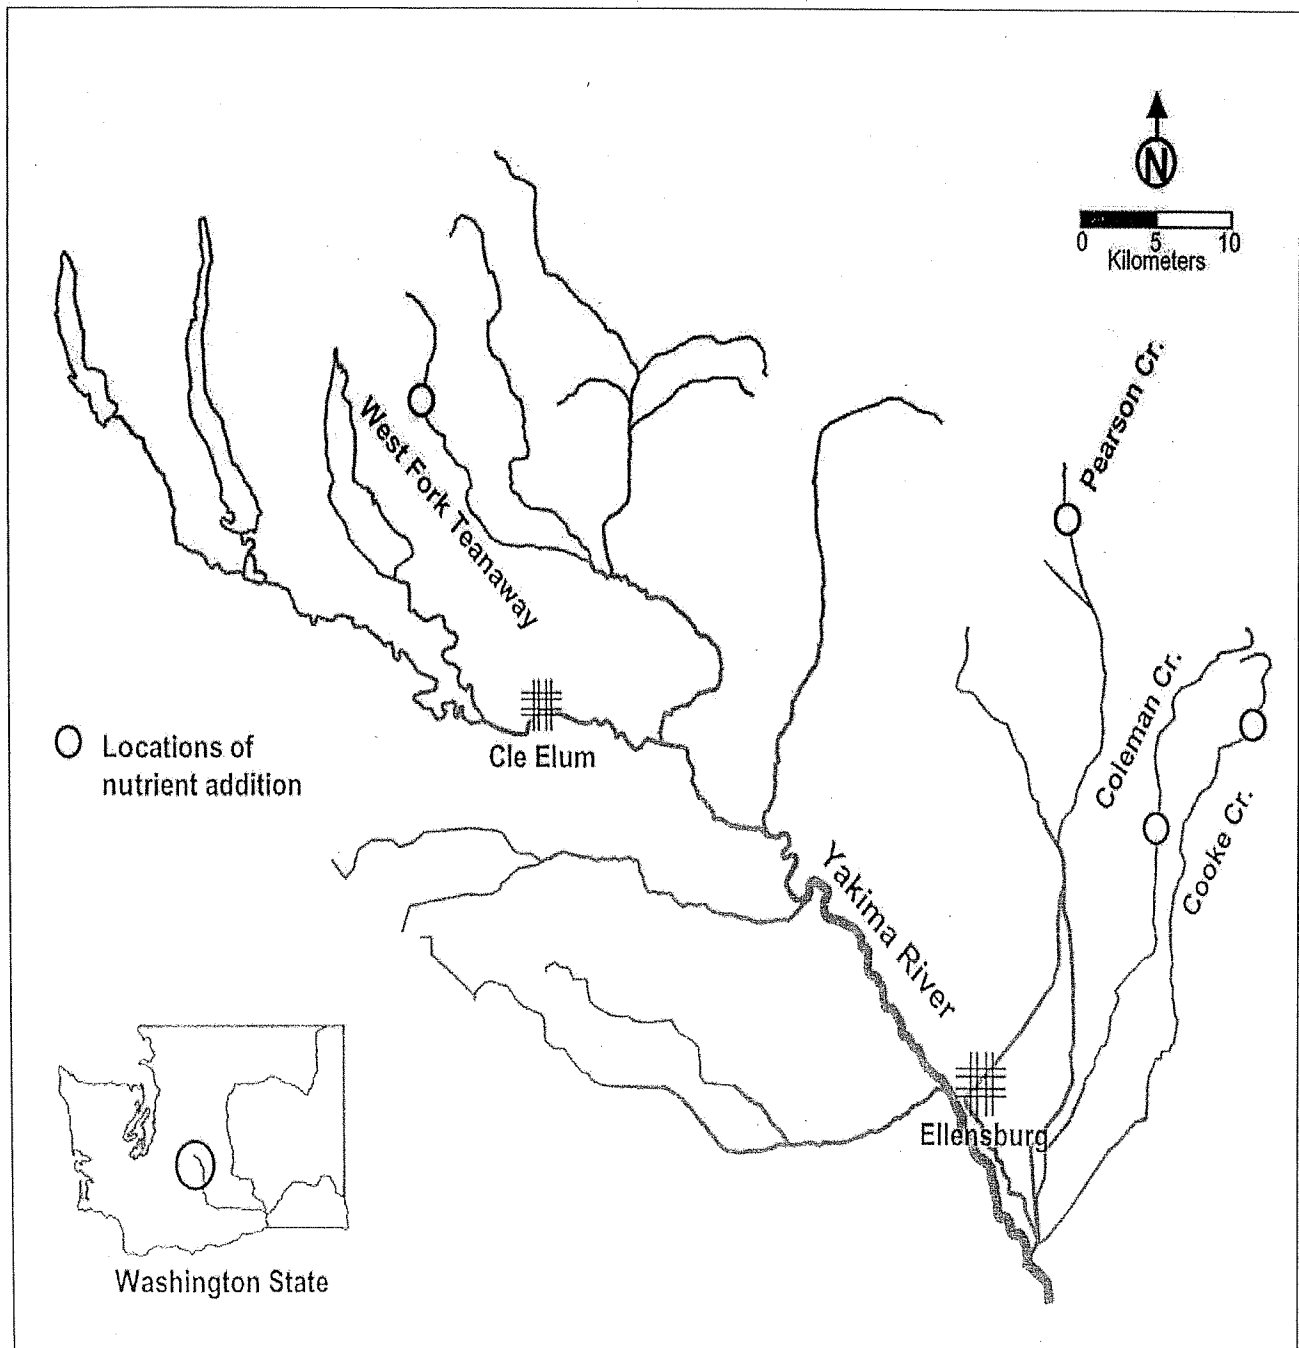 N
0 5 10
Kilometers
Pearson Cr.
West Fork Teanaway
Coleman Cr.
Cle Elum
Locations of
nutrient addition
Cooke Cr.
Yakima River
Ellensburg
Washington State